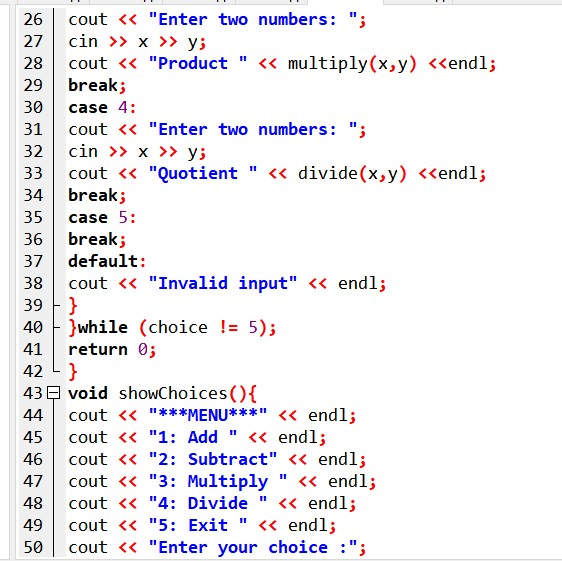 26 cout << "Enter two numbers: ";
27 cin >> x >> y;
28 cout << "Product " << multiply(x,y) <<endl;
29 break;
30 case 4:
31 cout << "Enter two numbers: ";
32 cin >> x >> y;
33 cout << "Quotient " << divide(x,y) <<endl;
34 break;
35 case 5:
36 break;
37 default:
38 cout << "Invalid input" << endl;
39 }
40 }while (choice != 5);
41 return 0;
42 }
43 void showChoices(){
44 cout << "***MENU***" << endl;
45 cout << "1: Add " << endl;
46 cout << "2: Subtract" << endl;
47 cout << "3: Multiply " << endl;
48 cout << "4: Divide " << endl;
49 cout << "5: Exit " << endl;
50 cout << "Enter your choice :";